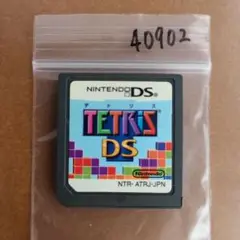 40902
NINTENDO DS
テトリス
TETRIS
DS
Nintendo
NTR-ATRJ-JPN